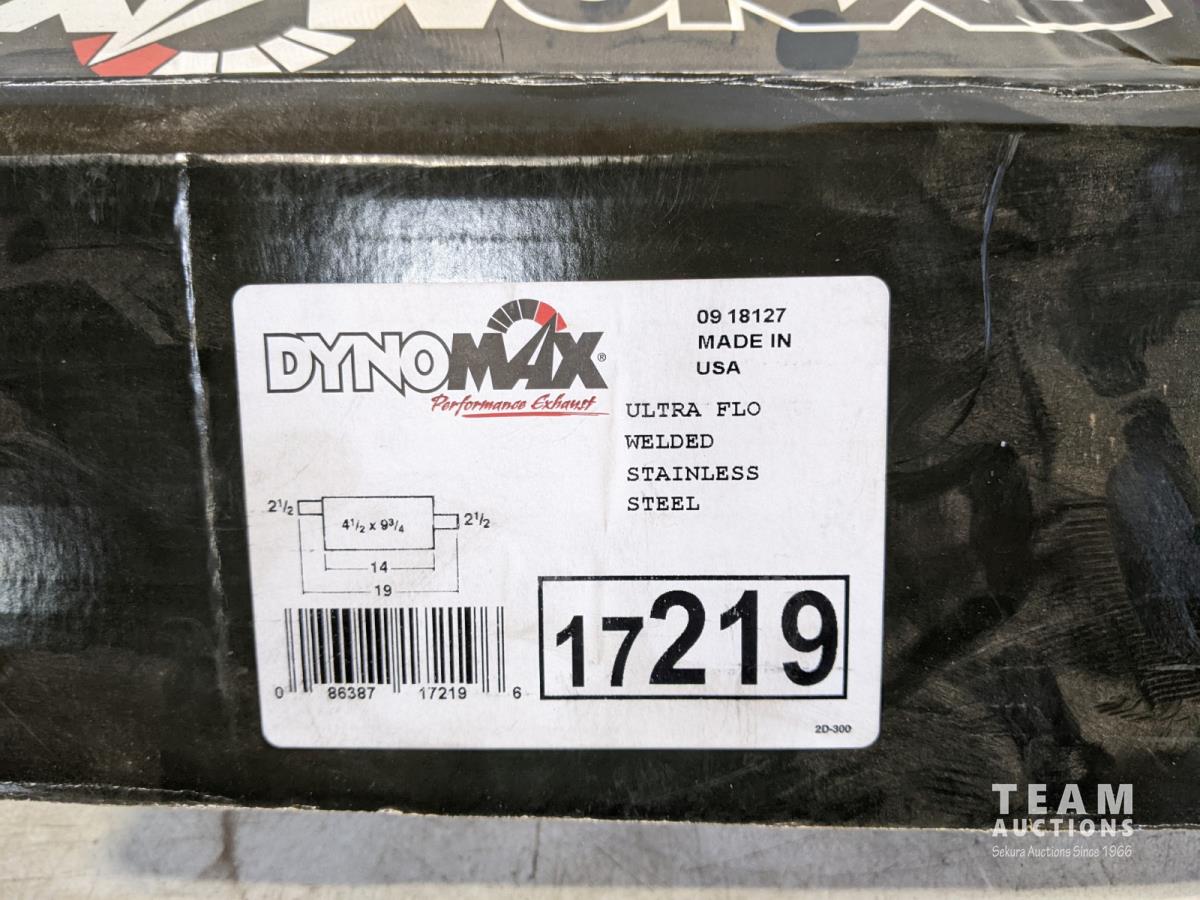 DYNOMAX®
Performance Exhaust
09 18127
MADE IN
USA
ULTRA FLO
WELDED
STAINLESS
STEEL
2 1/2
4 1/2 x 9 3/4
2 1/2
14
19
0 86387 17219 6
17219
2D-300
TEAM
AUCTIONS
Sekura Auctions Since 1966